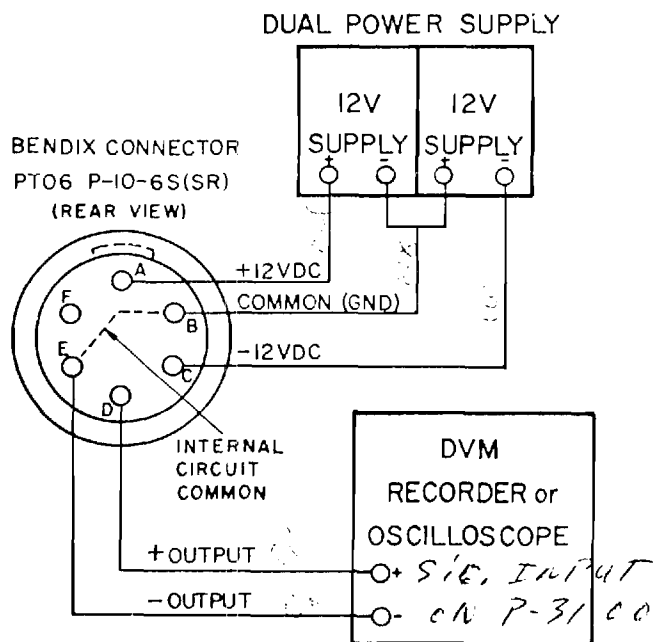 DUAL POWER SUPPLY
12V SUPPLY
12V SUPPLY
+ - + -
BENDIX CONNECTOR
PT06 P-10-6S(SR)
(REAR VIEW)
A
B
C
D
E
F
+12VDC
COMMON (GND)
-12VDC
INTERNAL
CIRCUIT
COMMON
DVM
RECORDER or
OSCILLOSCOPE
+OUTPUT
-OUTPUT
+ SiE. INPUT
- ON P-31